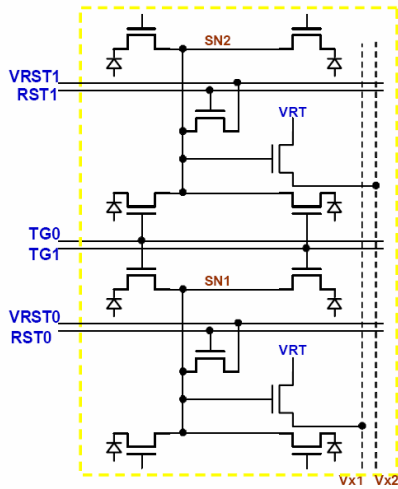 SN2
VRST1
RST1
VRT
TG0
TG1
SN1
VRST0
RST0
VRT
Vx1 Vx2